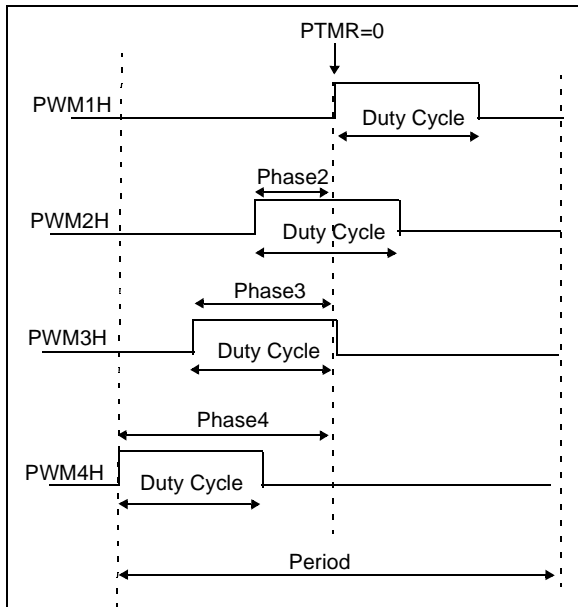 PTMR=0
PWM1H
Duty Cycle
Phase2
PWM2H
Duty Cycle
Phase3
PWM3H
Duty Cycle
Phase4
PWM4H
Duty Cycle
Period